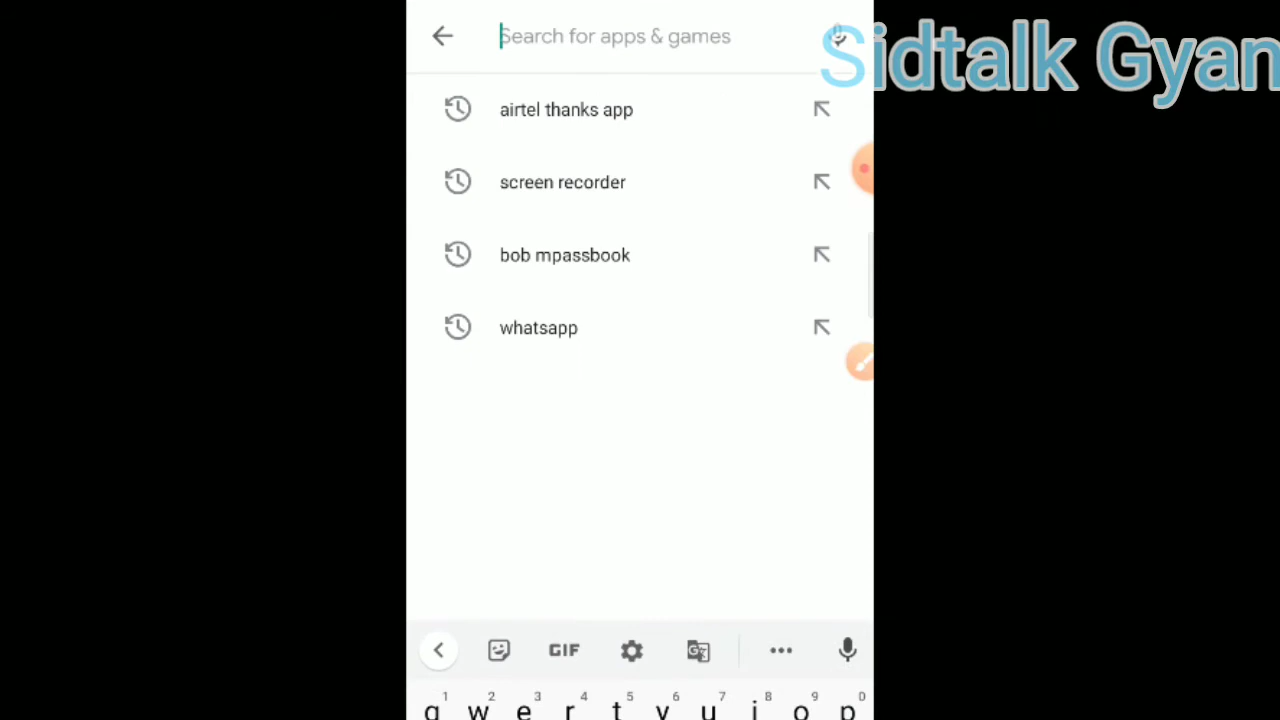 Search for apps & games
Sidtalk Gyan
airtel thanks app
screen recorder
bob mpassbook
whatsapp
GIF
1 2 3 4 5 6 7 8 9 0
q w e r t y u i o p